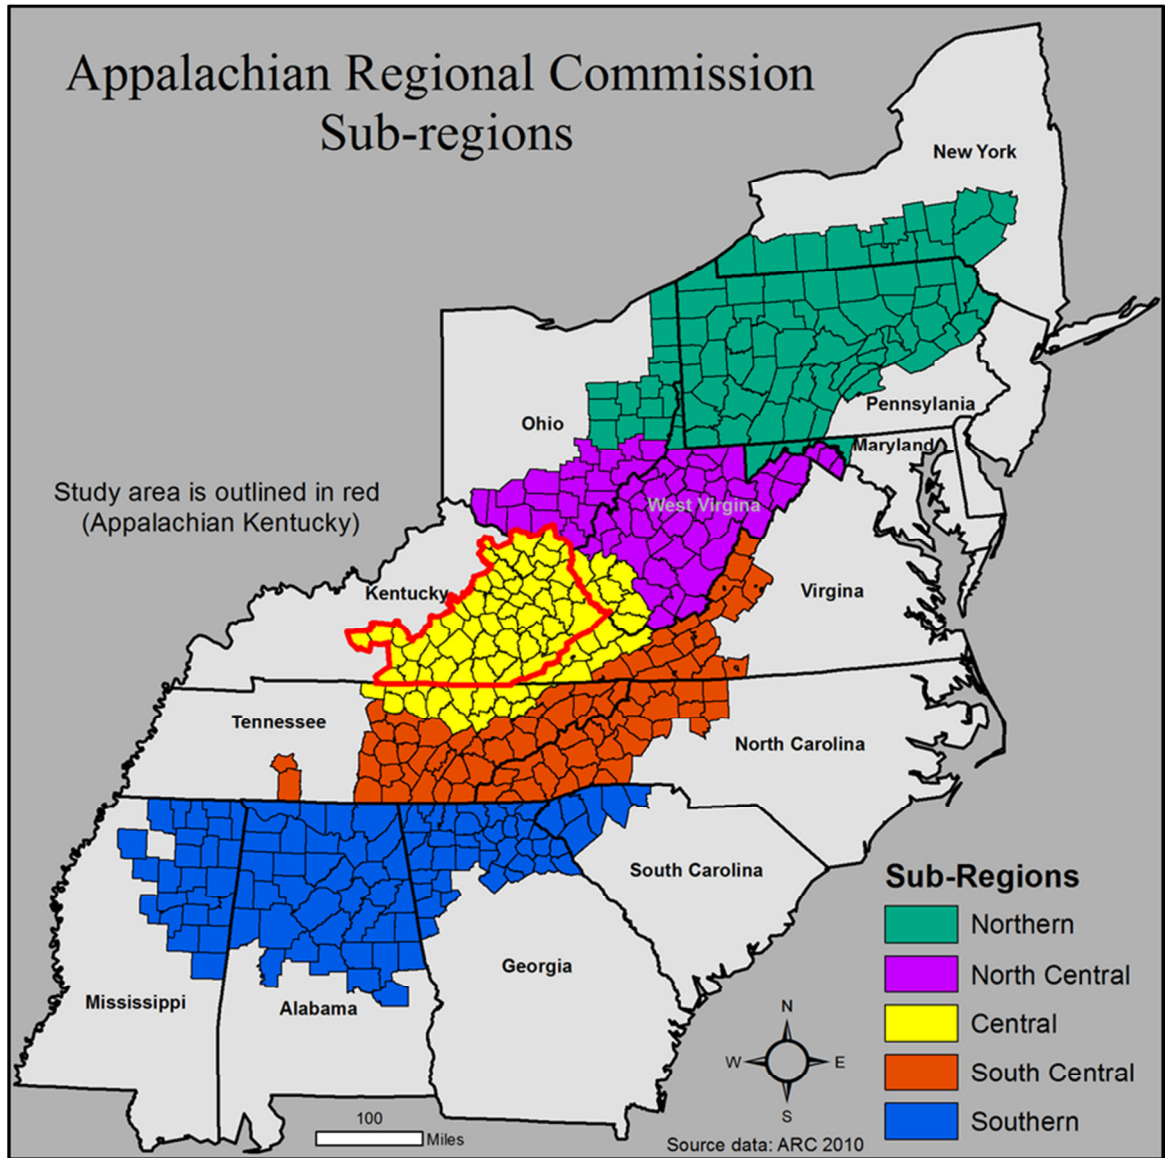 Appalachian Regional Commission
Sub-regions
New York
Pennsylania
Ohio
Maryland
Study area is outlined in red
(Appalachian Kentucky)
West Virgina
Kentucky
Virgina
Tennessee
North Carolina
South Carolina
Georgia
Mississippi
Alabama
Sub-Regions
Northern
North Central
Central
South Central
Southern
N
W
E
S
100
Miles
Source data: ARC 2010